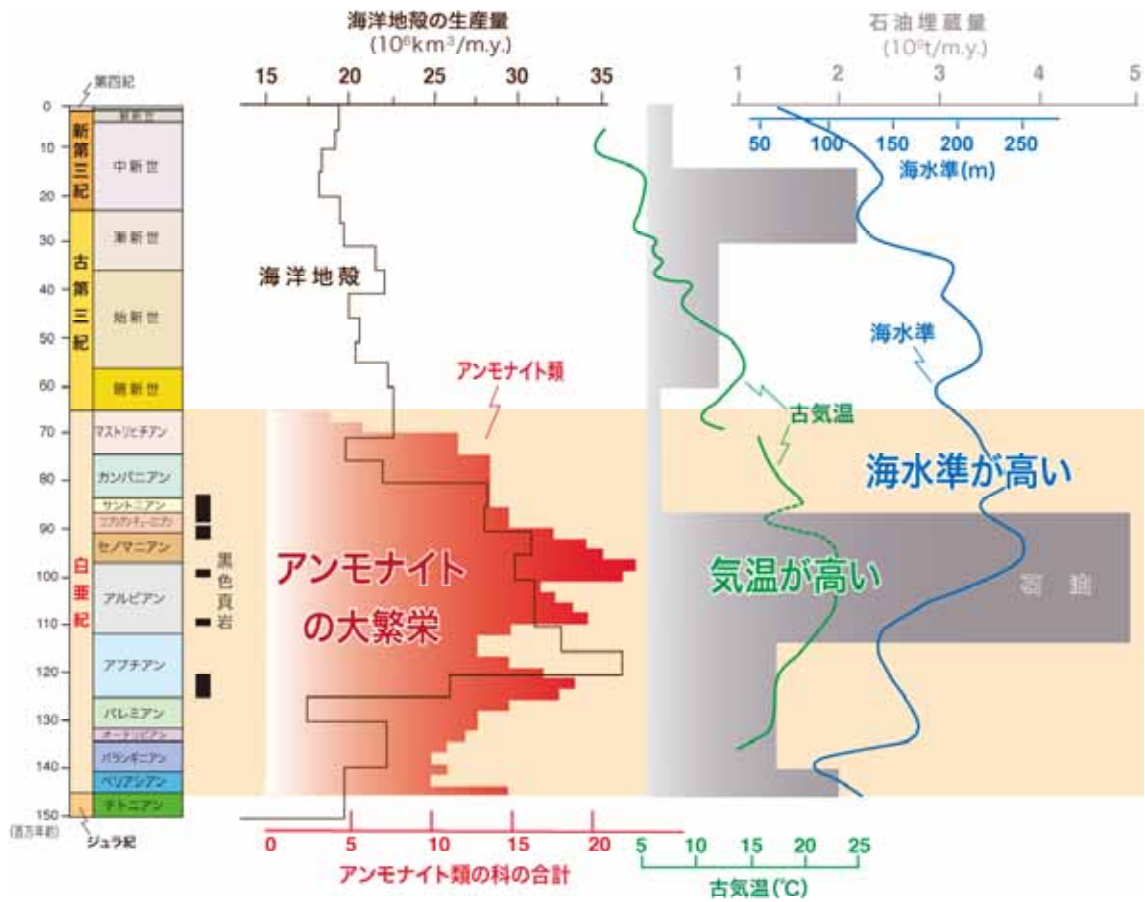 海洋地殻の生産量
(10⁶km³/m.y.)
15 20 25 30 35
石油埋蔵量
(10⁹t/m.y.)
1 2 3 4 5
50 100 150 200 250
海水準(m)
第四紀
0
10
20
30
40
50
60
70
80
90
100
110
120
130
140
150
(百万年前)
新第三紀
古第三紀
白亜紀
ジュラ紀
鮮新世
中新世
漸新世
始新世
暁新世
マストリヒチアン
カンパニアン
サントニアン
セノマニアン
アルビアン
アプチアン
バレミアン
オーテリビアン
バランギニアン
ベリアシアン
チトニアン
黒色頁岩
海洋地殻
アンモナイト類
アンモナイト
の大繁栄
海水準
古気温
海水準が高い
気温が高い
石油
0 5 10 15 20
アンモナイト類の科の合計
5 10 15 20 25
古気温(℃)